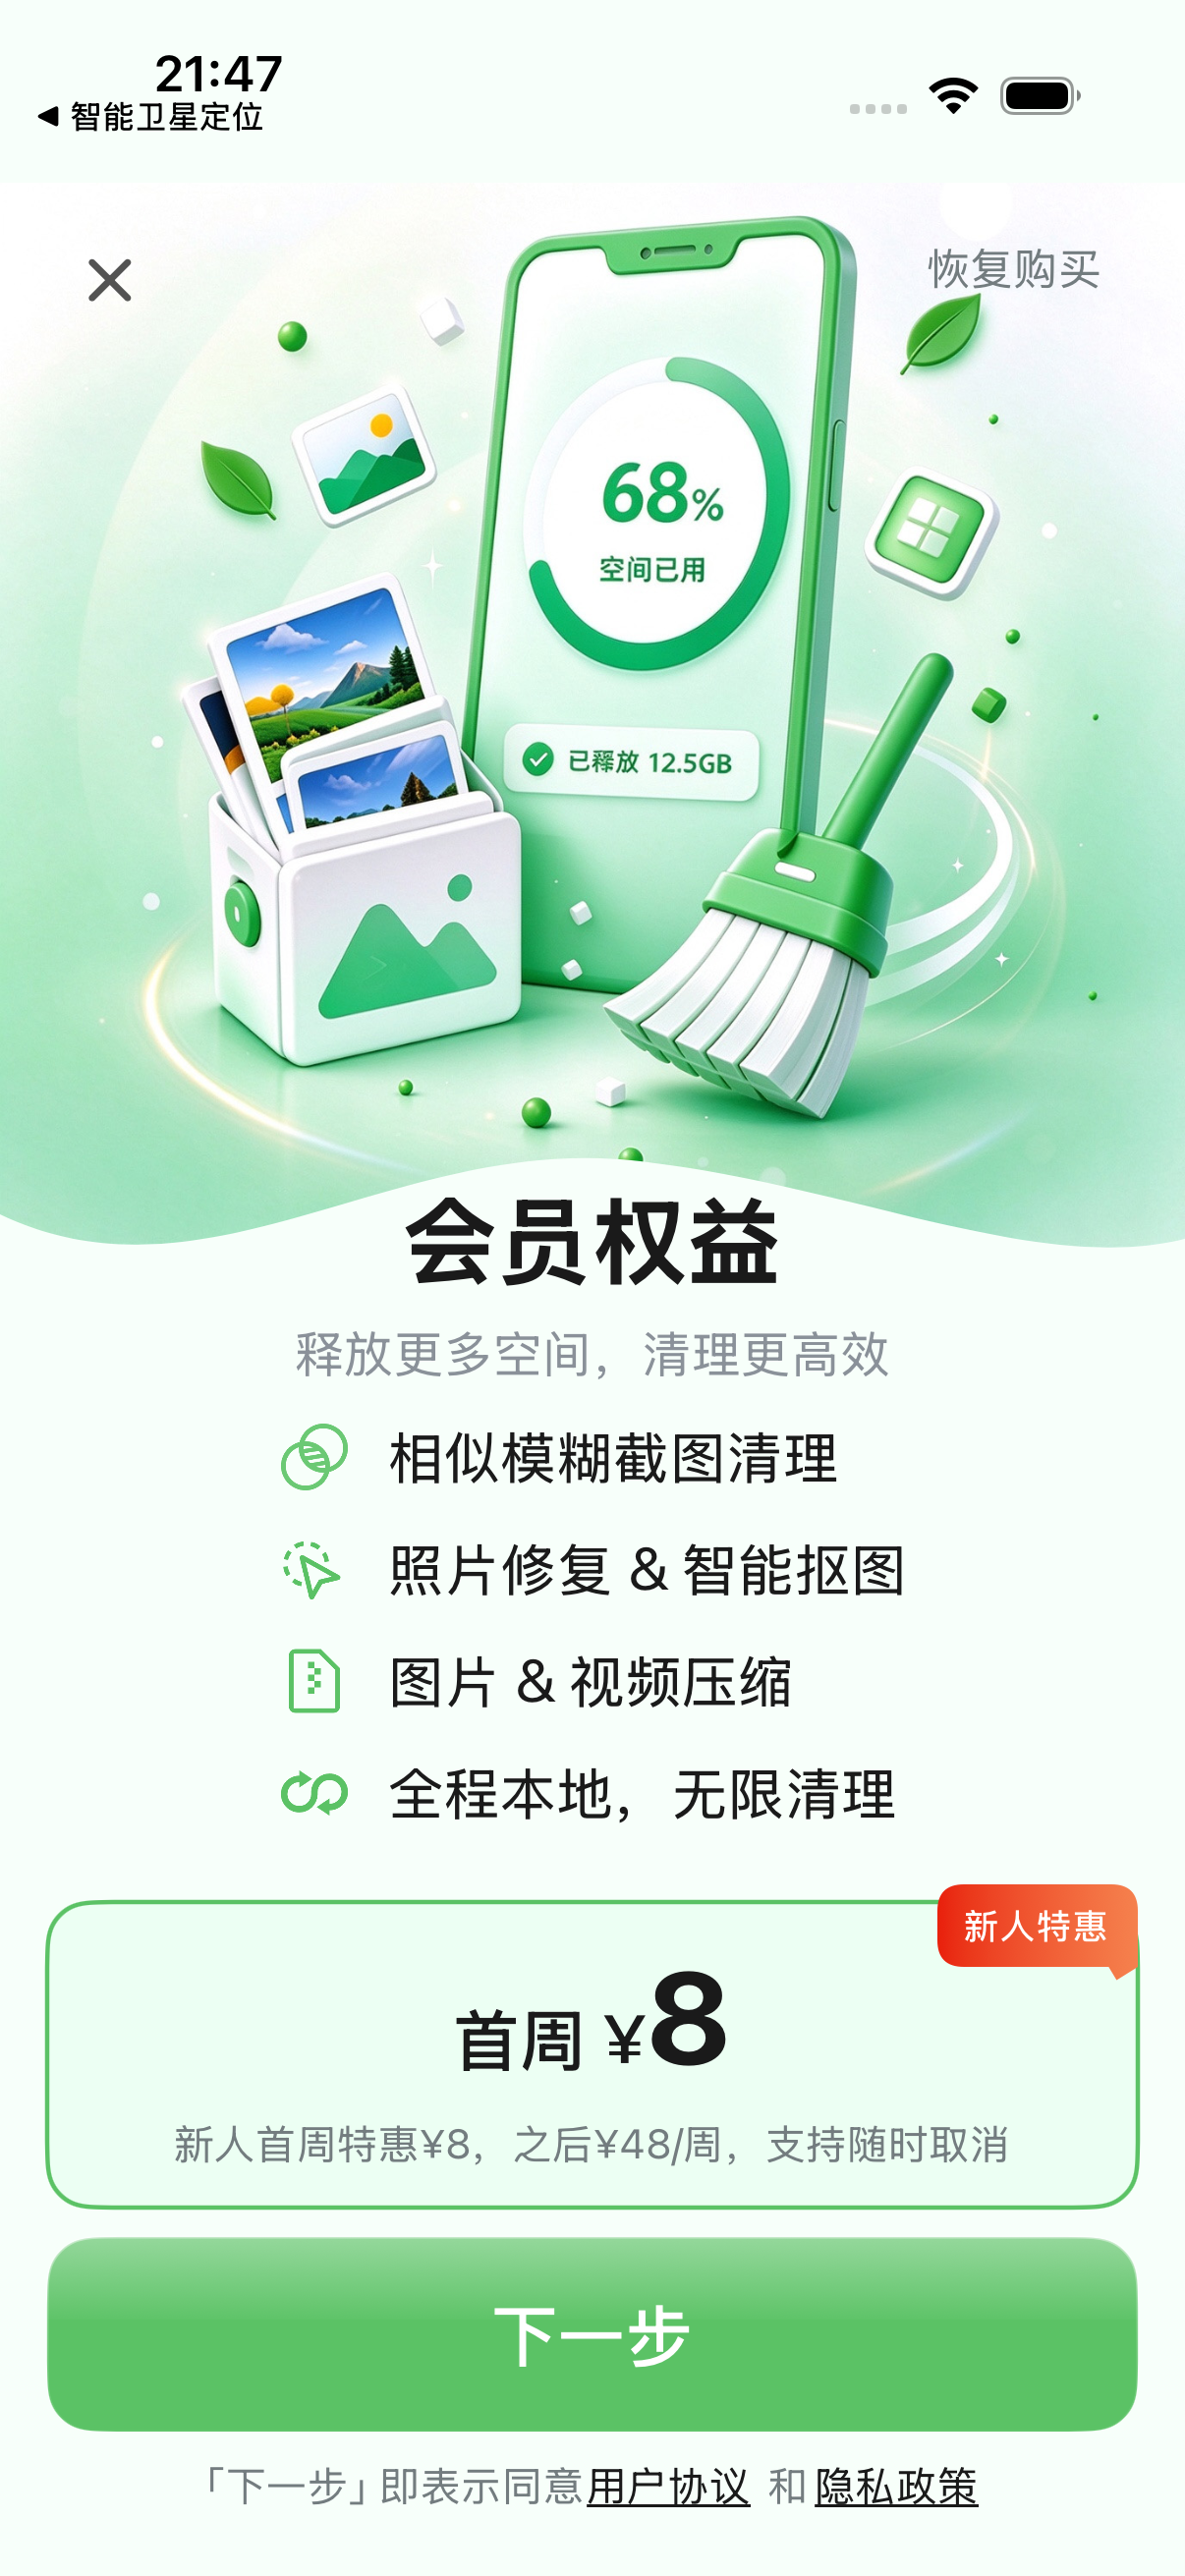 21:47
◀ 智能卫星定位
恢复购买
68%
空间已用
已释放 12.5GB
会员权益
释放更多空间，清理更高效
相似模糊截图清理
照片修复 & 智能抠图
图片 & 视频压缩
全程本地，无限清理
新人特惠
首周 ¥8
新人首周特惠¥8，之后¥48/周，支持随时取消
下一步
「下一步」即表示同意用户协议 和 隐私政策